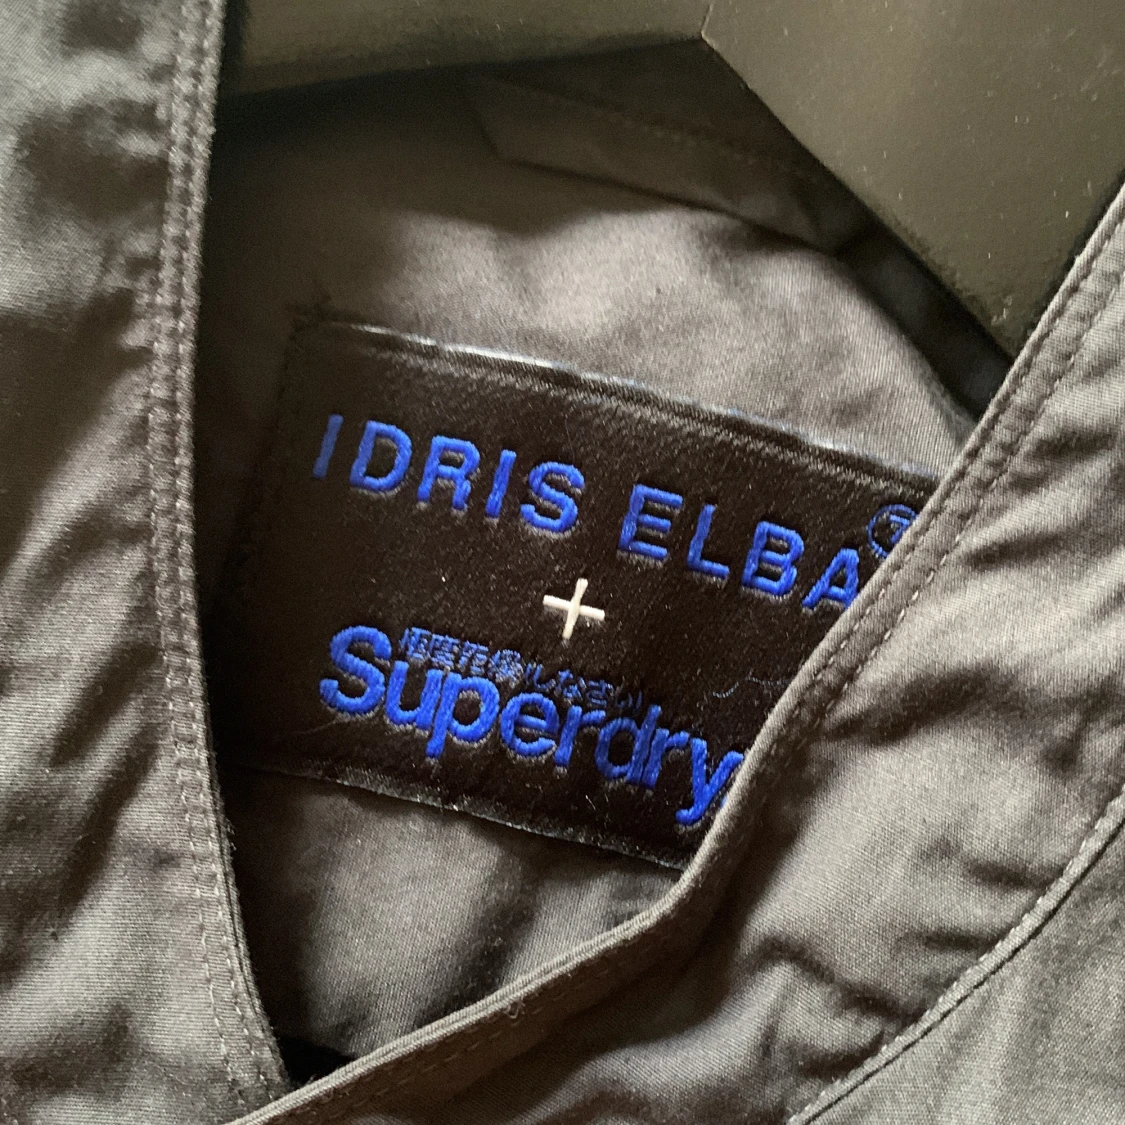 IDRIS ELBA
+
Superdry